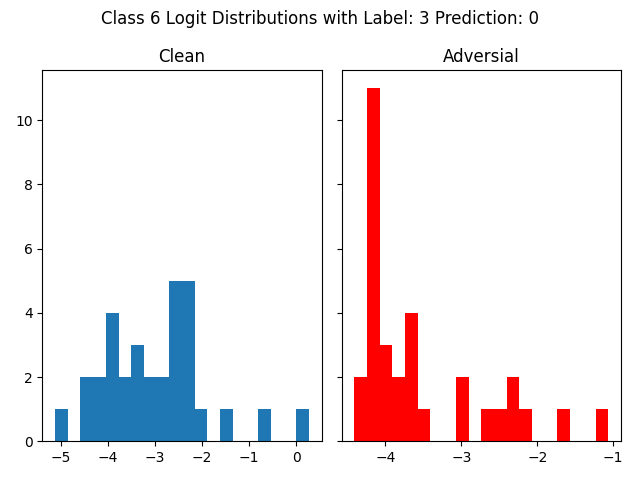 Class 6 Logit Distributions with Label: 3 Prediction: 0
Clean
Adversial
10
8
6
4
2
0
−5 −4 −3 −2 −1 0
−4 −3 −2 −1